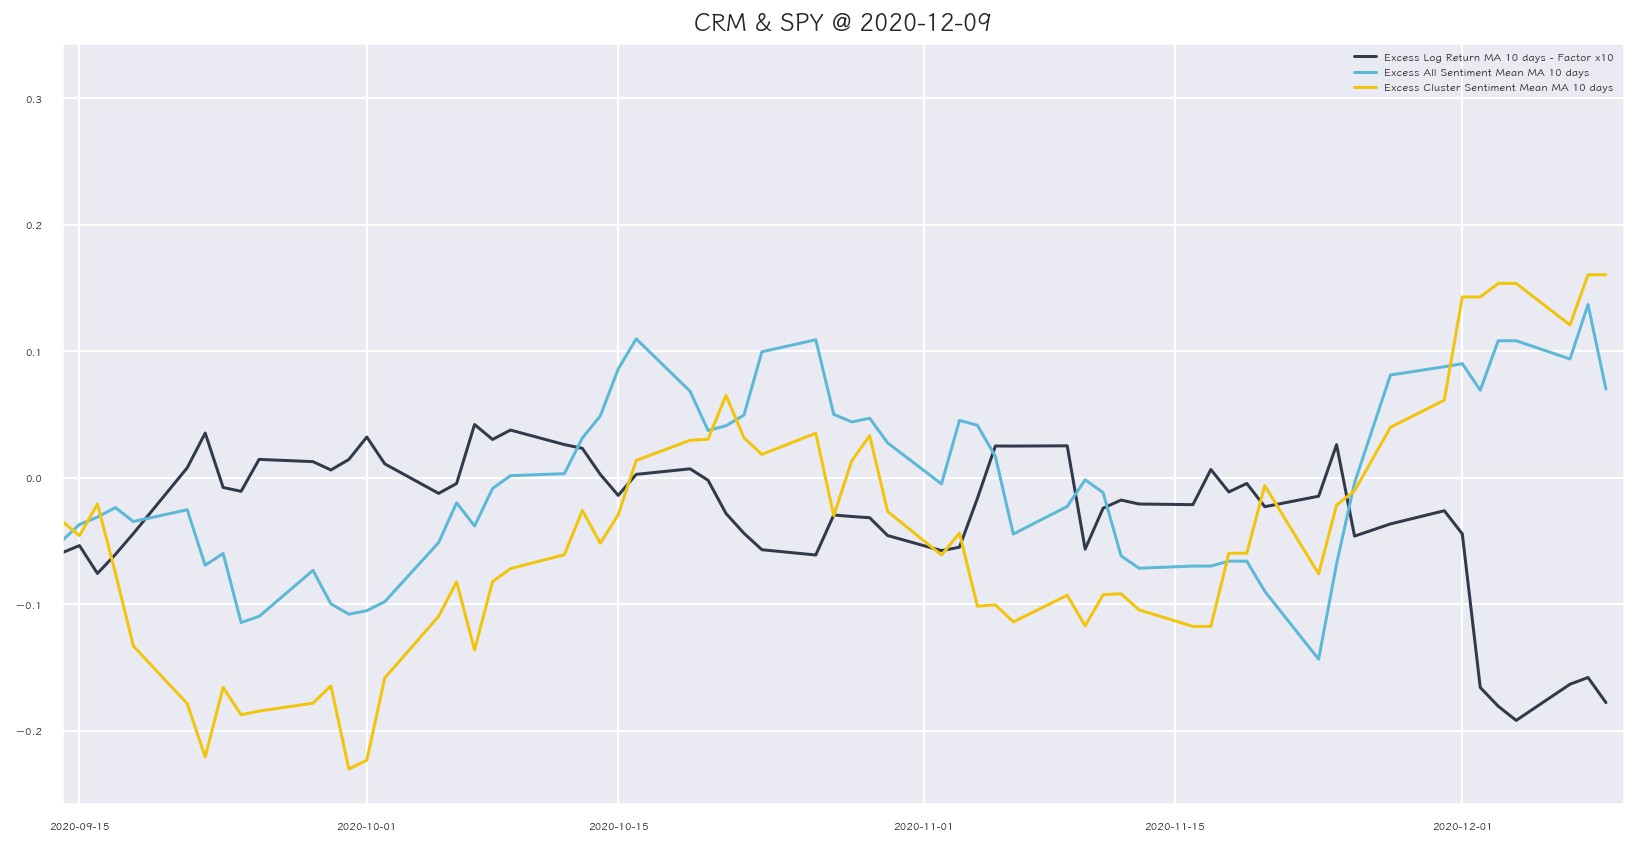 CRM & SPY @ 2020-12-09
Excess Log Return MA 10 days - Factor x10
Excess All Sentiment Mean MA 10 days
Excess Cluster Sentiment Mean MA 10 days
0.3
0.2
0.1
0.0
−0.1
−0.2
2020-09-15 2020-10-01 2020-10-15 2020-11-01 2020-11-15 2020-12-01